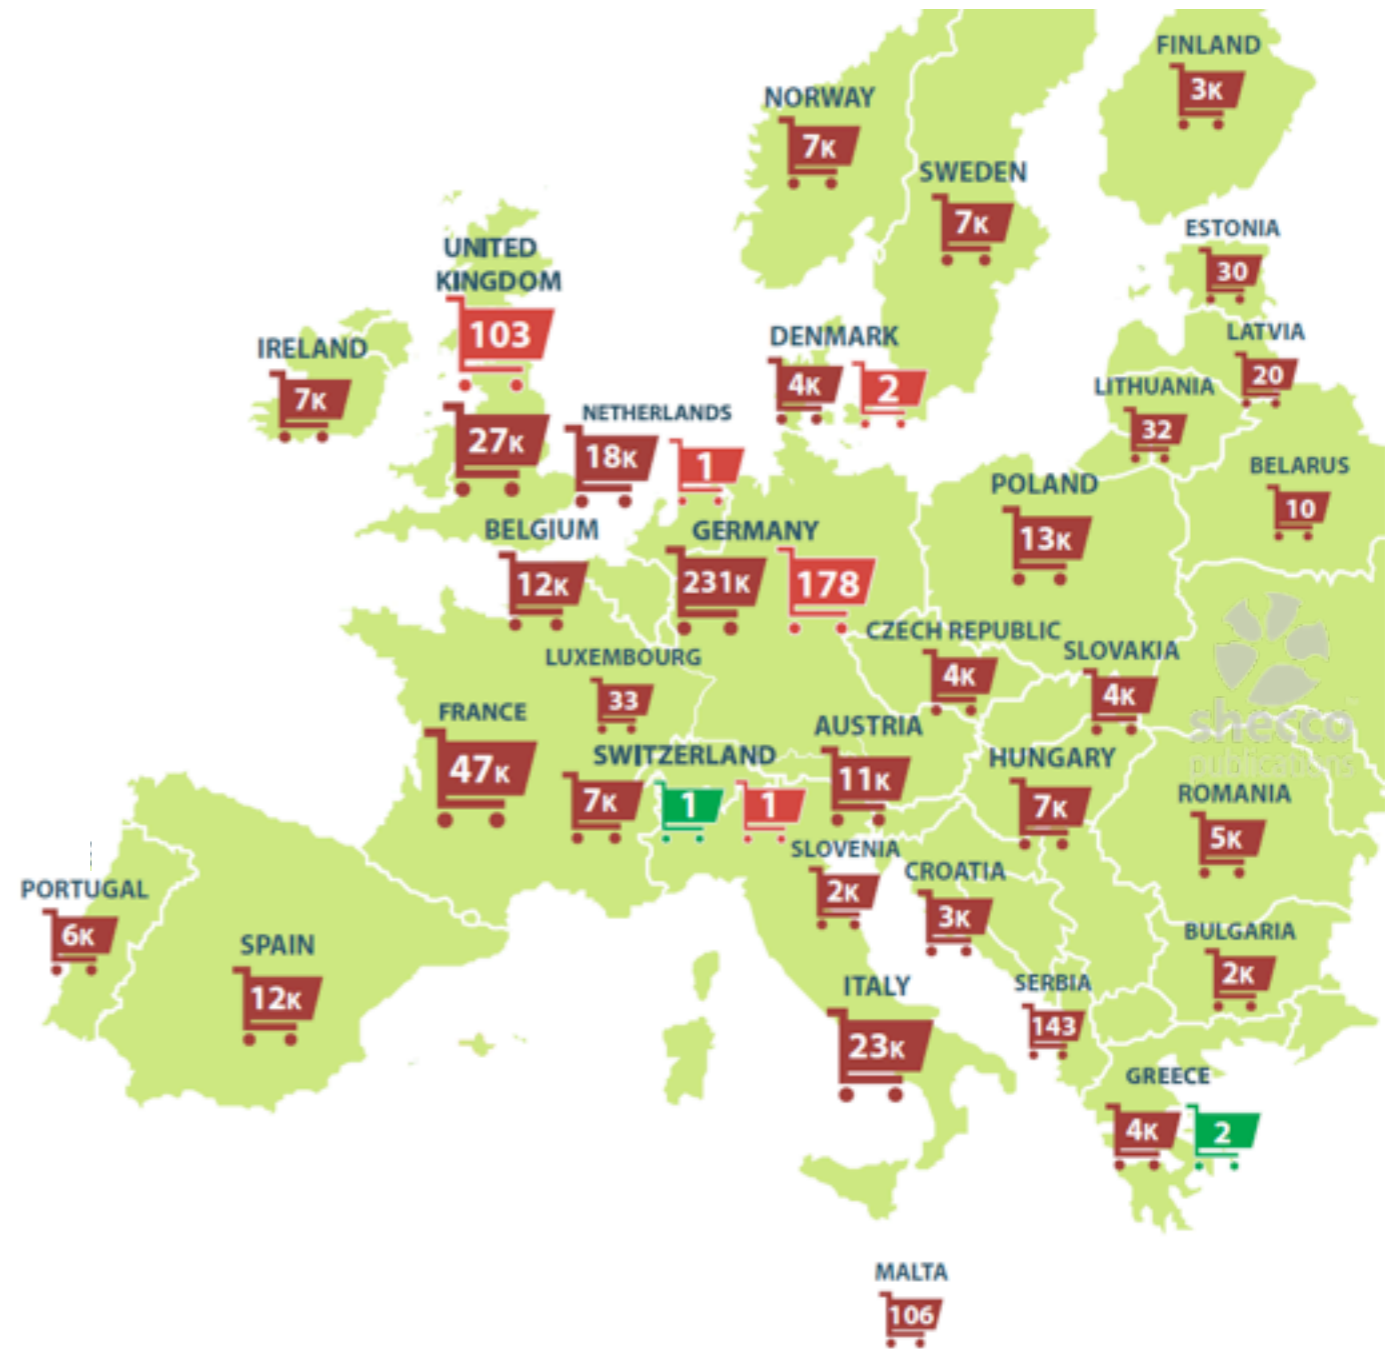 FINLAND
3K
NORWAY
7K
SWEDEN
7K
ESTONIA
30
UNITED
KINGDOM
103
27K
IRELAND
7K
DENMARK
4K
2
LATVIA
20
LITHUANIA
32
NETHERLANDS
18K
1
BELARUS
10
POLAND
13K
BELGIUM
12K
GERMANY
231K
178
CZECH REPUBLIC
4K
SLOVAKIA
4K
LUXEMBOURG
33
FRANCE
47K
SWITZERLAND
7K
1
1
AUSTRIA
11K
HUNGARY
7K
shecco
publications
ROMANIA
5K
SLOVENIA
2K
CROATIA
3K
PORTUGAL
6K
SPAIN
12K
BULGARIA
2K
ITALY
23K
SERBIA
143
GREECE
4K
2
MALTA
106